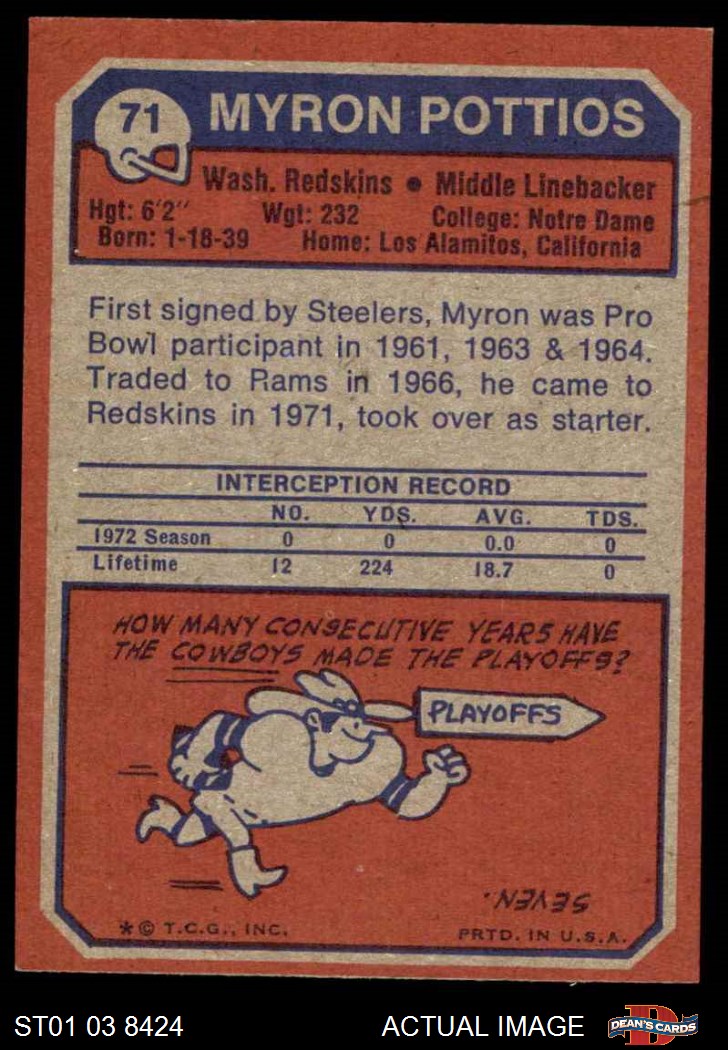 71
MYRON POTTIOS
Wash. Redskins • Middle Linebacker
Hgt: 6'2" Wgt: 232 College: Notre Dame
Born: 1-18-39 Home: Los Alamitos, California
First signed by Steelers, Myron was Pro
Bowl participant in 1961, 1963 & 1964.
Traded to Rams in 1966, he came to
Redskins in 1971, took over as starter.
INTERCEPTION RECORD
NO. YDS. AVG. TDS.
1972 Season 0 0 0.0 0
Lifetime 12 224 18.7 0
HOW MANY CONSECUTIVE YEARS HAVE
THE COWBOYS MADE THE PLAYOFFS?
PLAYOFFS
SEVEN.
* © T.C.G., INC. PRTD. IN U.S.A.
ST01 03 8424 ACTUAL IMAGE D DEAN'S CARDS